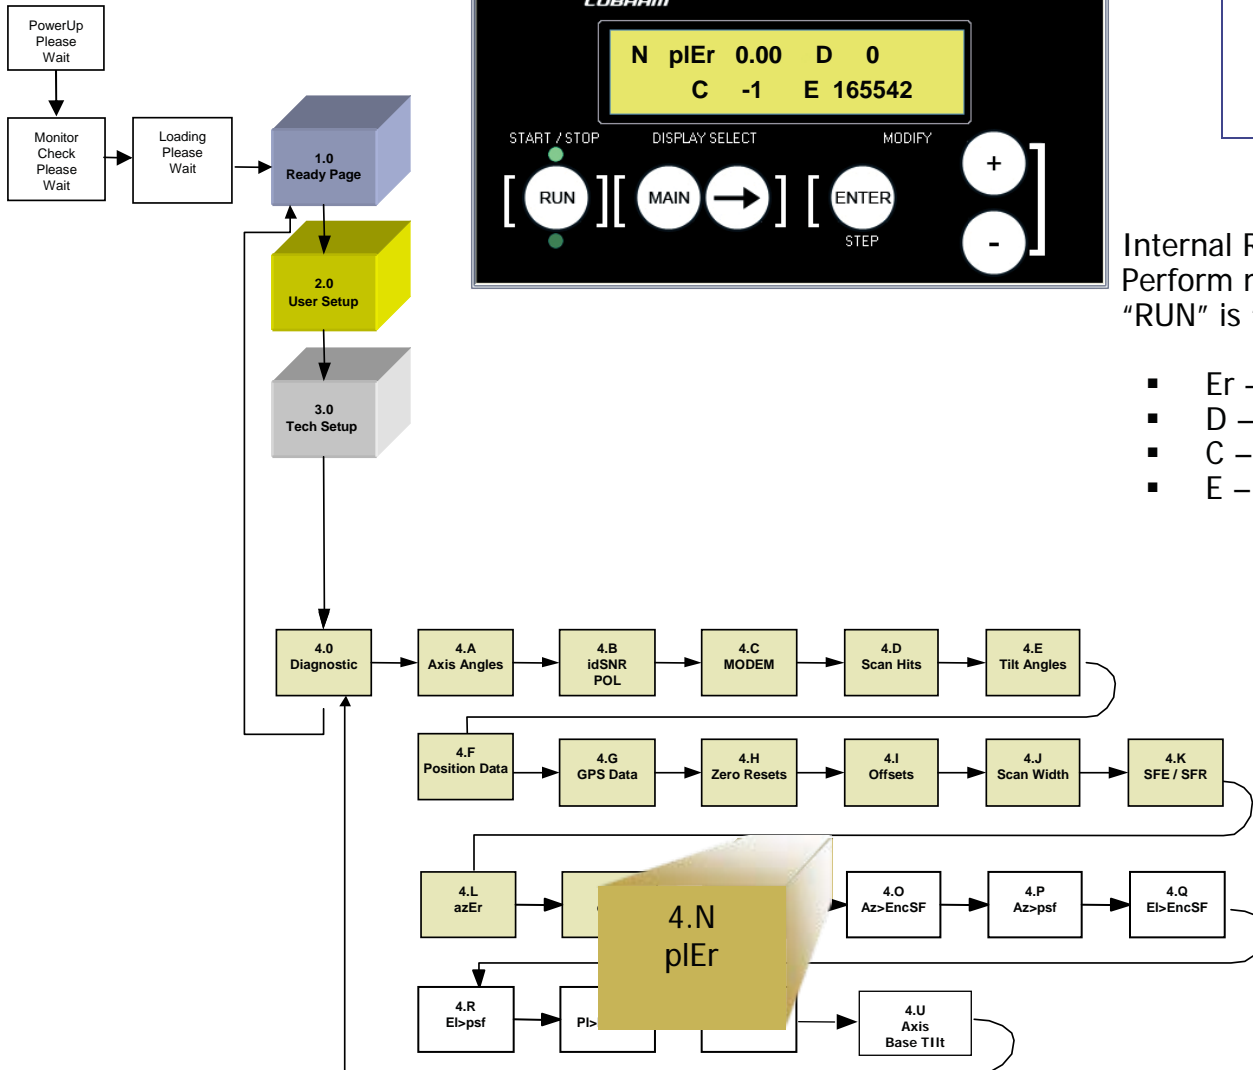 PowerUp
Please
Wait
Monitor
Check
Please
Wait
Loading
Please
Wait
1.0
Ready Page
2.0
User Setup
3.0
Tech Setup
COBHAM
N plEr 0.00 D 0
C -1 E 165542
START / STOP DISPLAY SELECT MODIFY
[ RUN ] [ MAIN ] [ ENTER + ]
STEP -
Internal
Perform
“RUN” is
▪ Er –
▪ D –
▪ C –
▪ E –
4.0
Diagnostic
4.A
Axis Angles
4.B
idSNR
POL
4.C
MODEM
4.D
Scan Hits
4.E
Tilt Angles
4.F
Position Data
4.G
GPS Data
4.H
Zero Resets
4.I
Offsets
4.J
Scan Width
4.K
SFE / SFR
4.L
azEr
4.N
plEr
4.O
Az>EncSF
4.P
Az>psf
4.Q
El>EncSF
4.R
El>psf
Pl>
4.U
Axis
Base TIlt